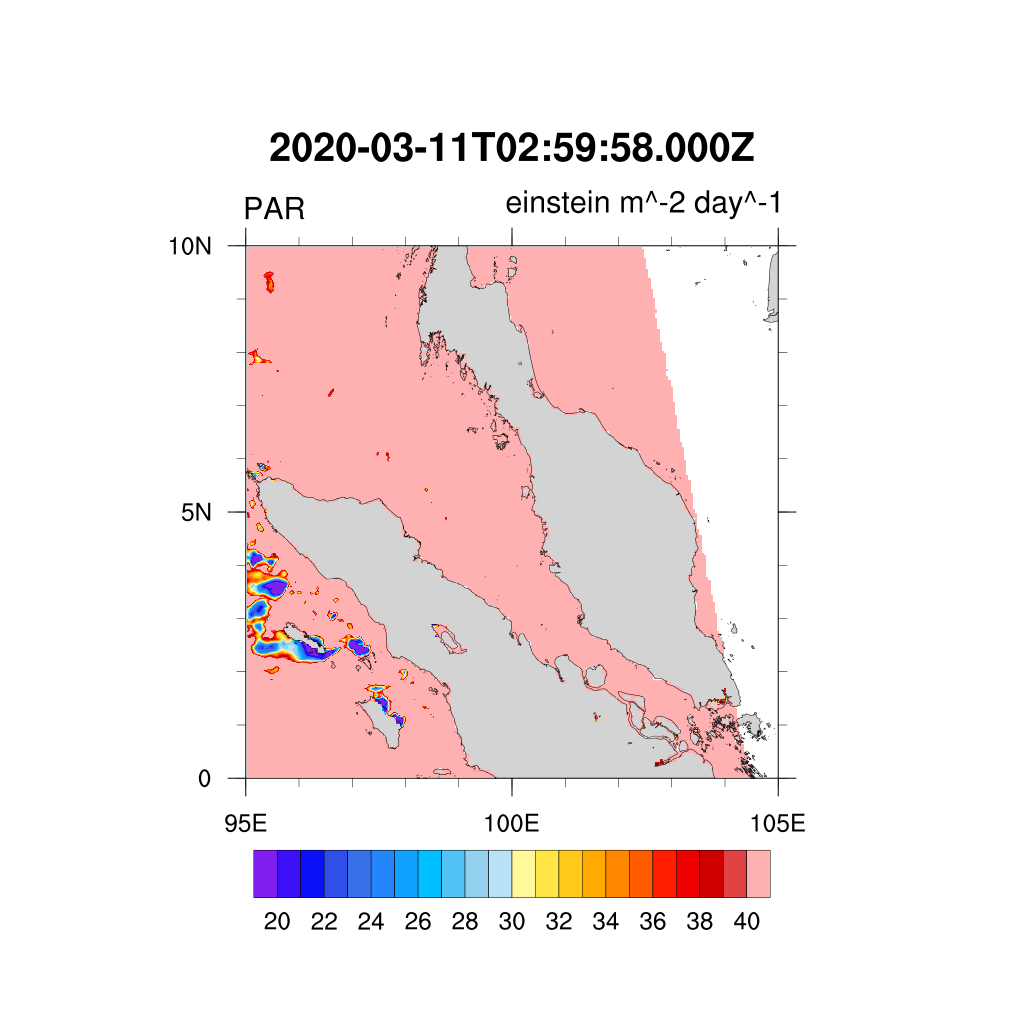 2020-03-11T02:59:58.000Z
PAR einstein m^-2 day^-1
10N
5N
0
95E 100E 105E
20 22 24 26 28 30 32 34 36 38 40